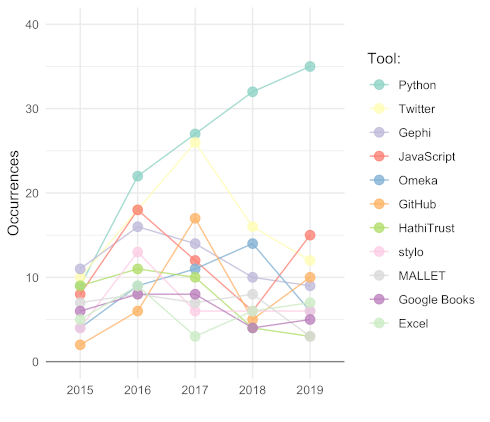 40
30
20
10
0
Occurrences
2015 2016 2017 2018 2019
Tool:
Python
Twitter
Gephi
JavaScript
Omeka
GitHub
HathiTrust
stylo
MALLET
Google Books
Excel